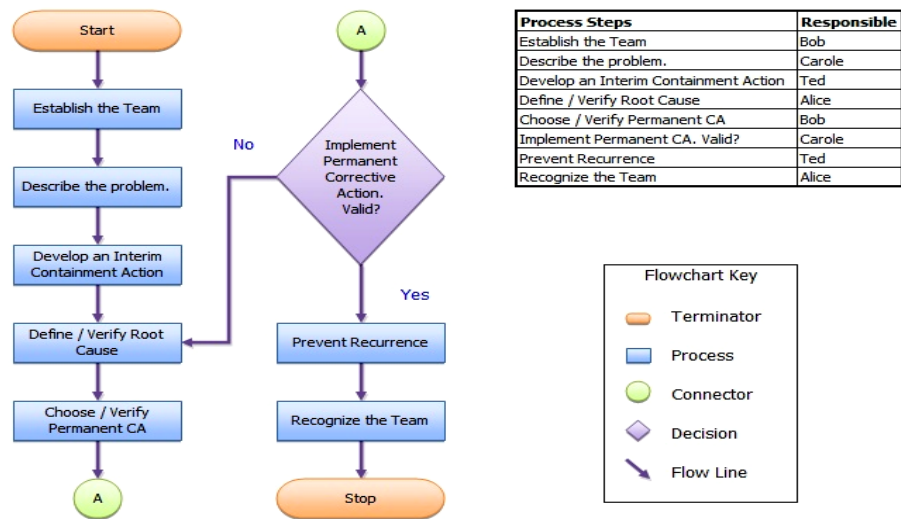 Start
Establish the Team
Describe the problem.
Develop an Interim
Containment Action
Define / Verify Root
Cause
Choose / Verify
Permanent CA
A
A
Implement
Permanent
Corrective
Action.
Valid?
No
Yes
Prevent Recurrence
Recognize the Team
Stop
Process Steps Responsible
Establish the Team Bob
Describe the problem. Carole
Develop an Interim Containment Action Ted
Define / Verify Root Cause Alice
Choose / Verify Permanent CA Bob
Implement Permanent CA. Valid? Carole
Prevent Recurrence Ted
Recognize the Team Alice
Flowchart Key
Terminator
Process
Connector
Decision
Flow Line